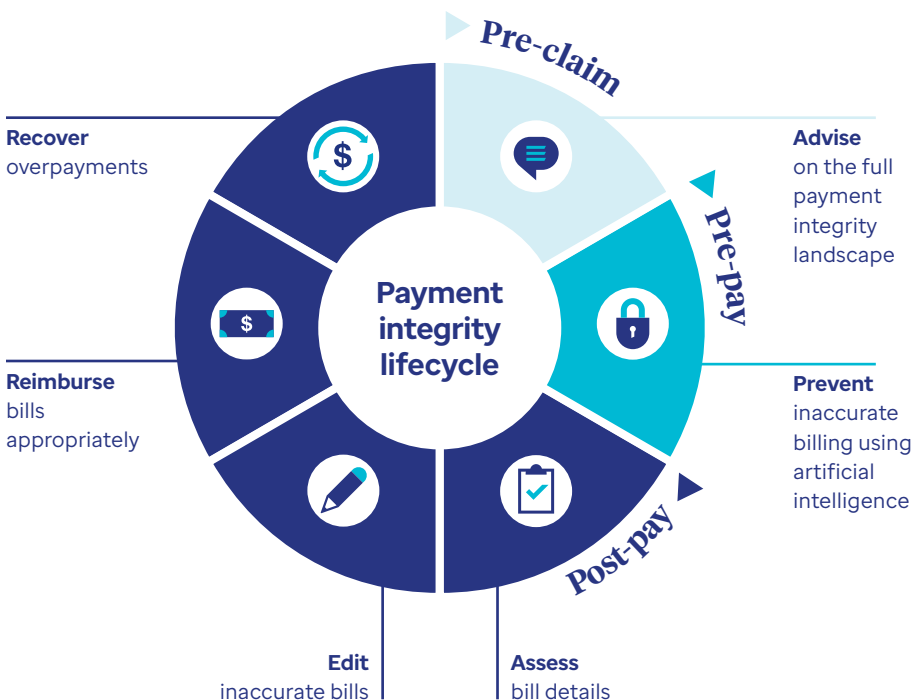 Pre-claim
Recover
overpayments
Advise
on the full
payment
integrity
landscape
$
Pre-pay
Payment
integrity
lifecycle
$
Reimburse
bills
appropriately
Prevent
inaccurate
billing using
artificial
intelligence
Post-pay
Edit
inaccurate bills
Assess
bill details